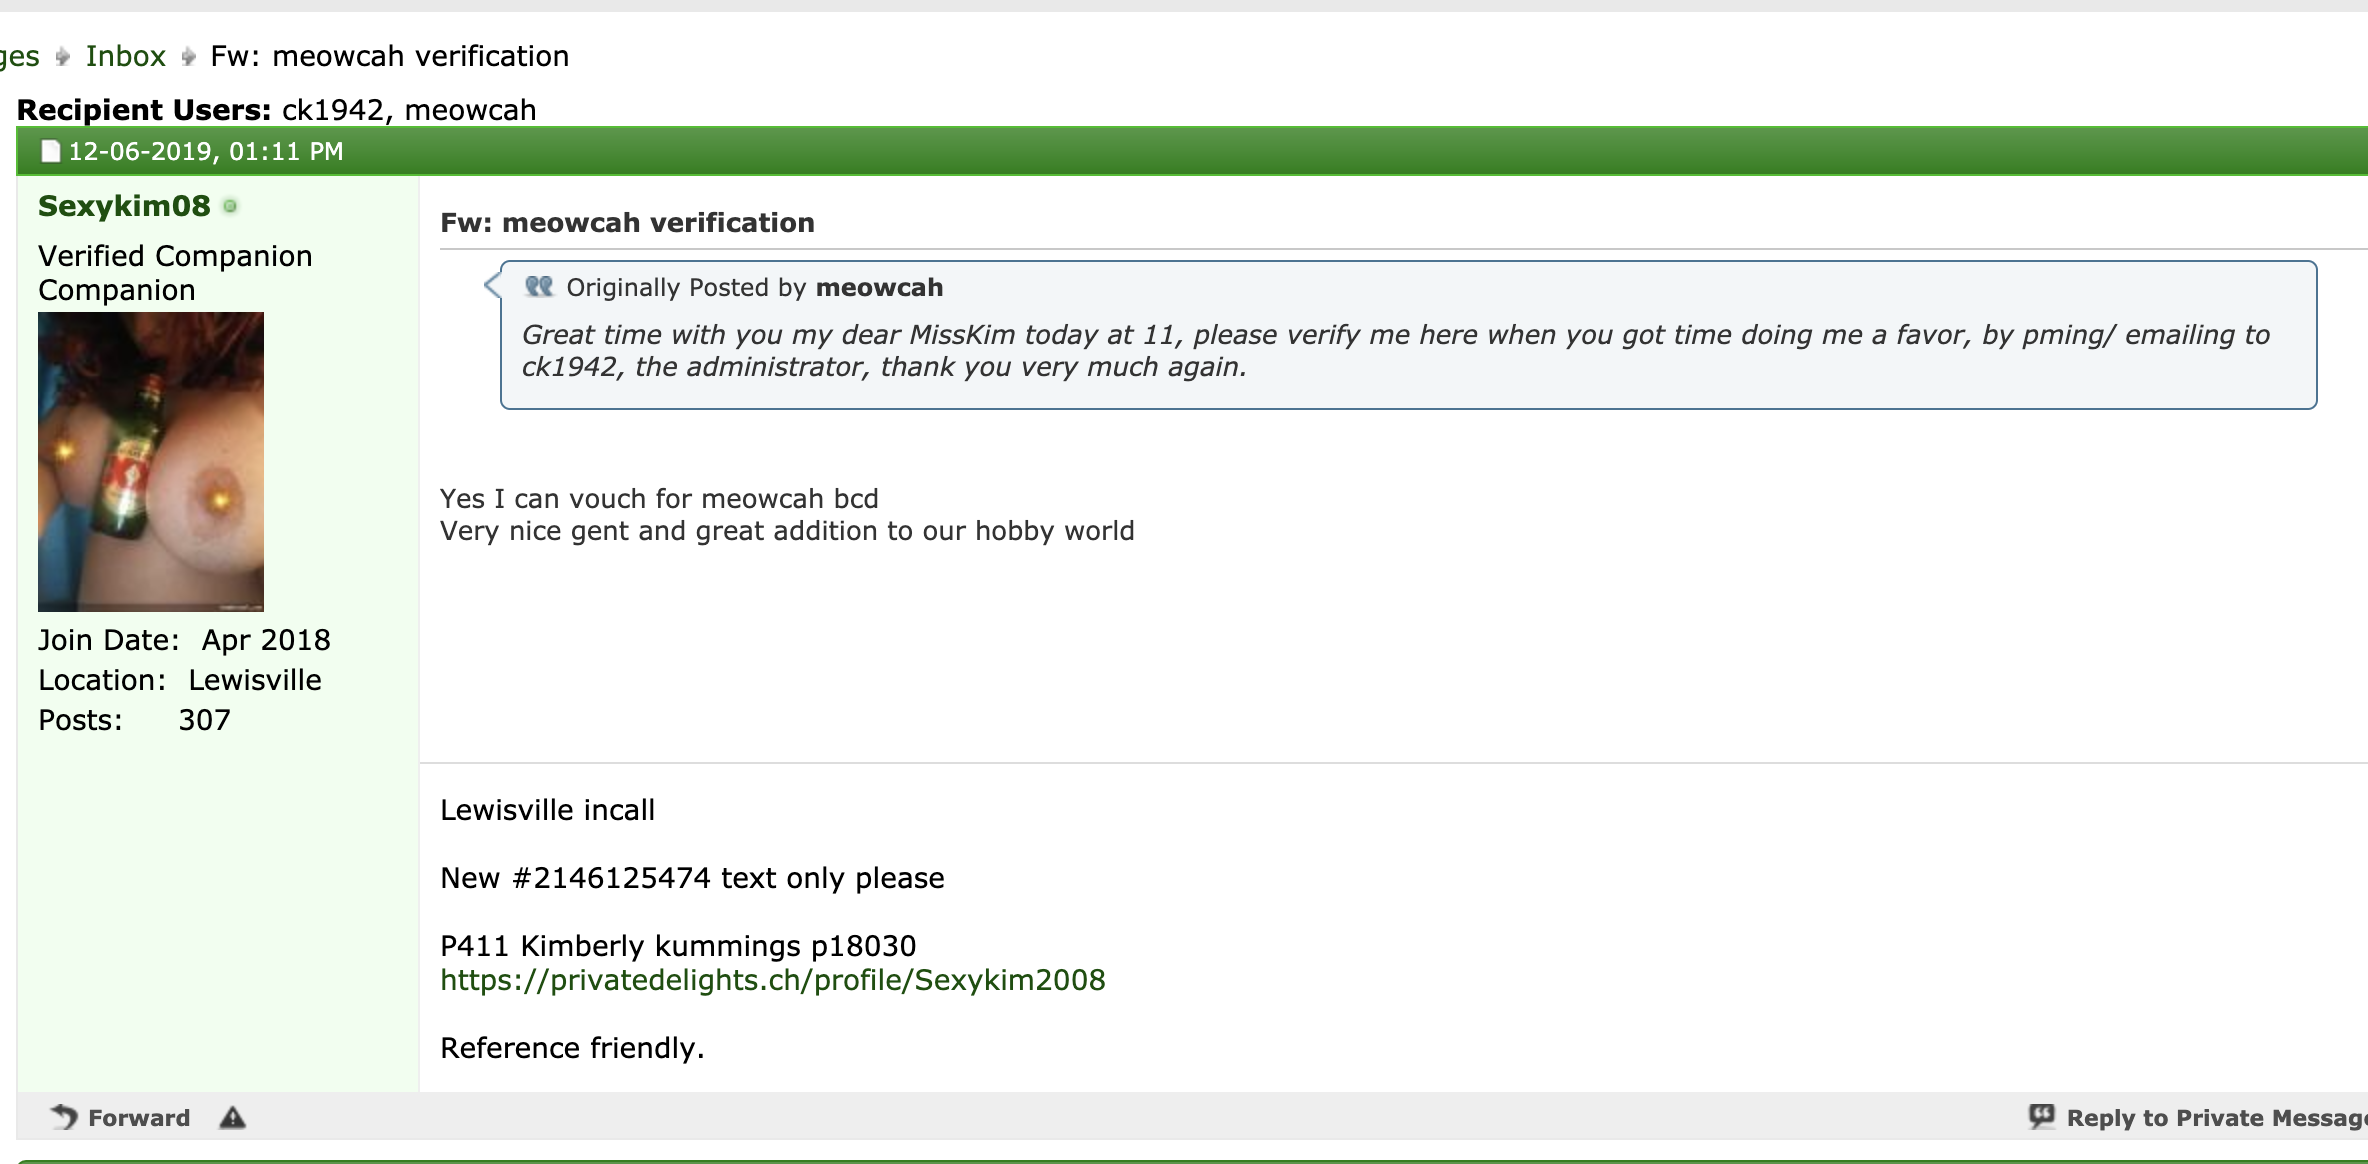 ges Inbox Fw: meowcah verification
Recipient Users: ck1942, meowcah
12-06-2019, 01:11 PM
Sexykim08
Verified Companion
Companion
Join Date: Apr 2018
Location: Lewisville
Posts: 307
Fw: meowcah verification
Originally Posted by meowcah
Great time with you my dear MissKim today at 11, please verify me here when you got time doing me a favor, by pming/ emailing to
ck1942, the administrator, thank you very much again.
Yes I can vouch for meowcah bcd
Very nice gent and great addition to our hobby world
Lewisville incall
New #2146125474 text only please
P411 Kimberly kummings p18030
https://privatedelights.ch/profile/Sexykim2008
Reference friendly.
Forward
Reply to Private Message